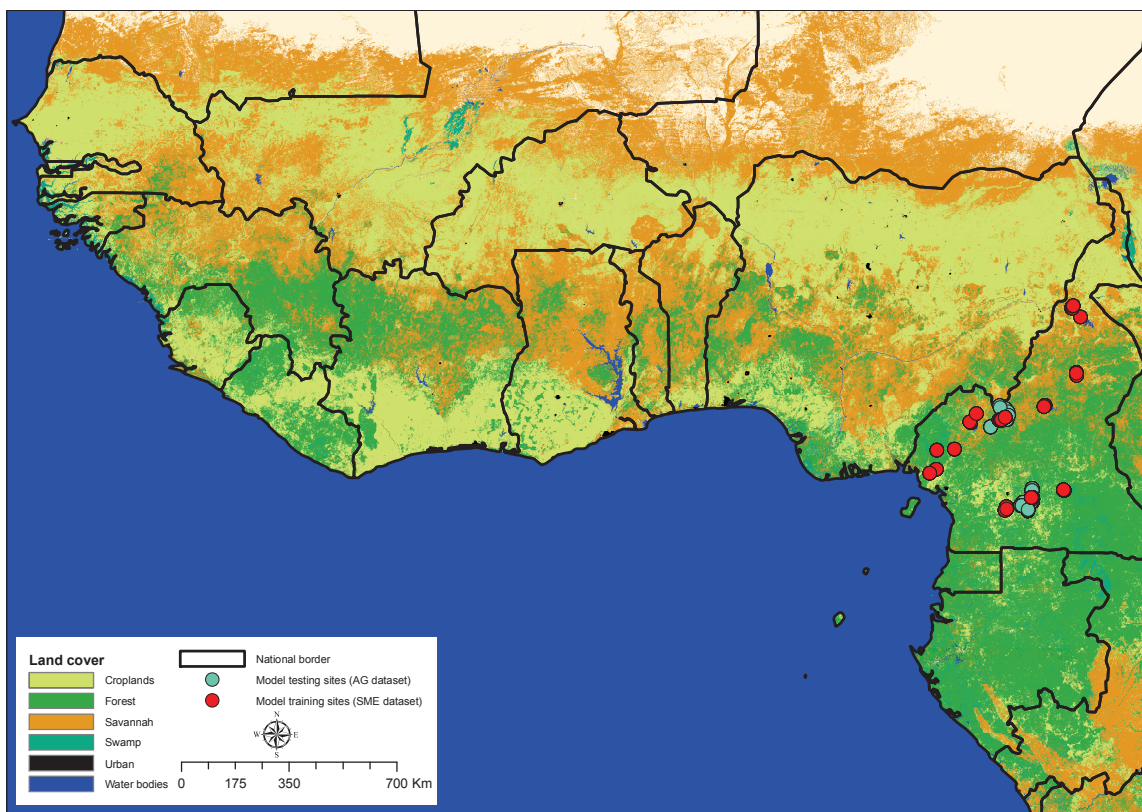 Land cover
Croplands
Forest
Savannah
Swamp
Urban
Water bodies
National border
Model testing sites (AG dataset)
Model training sites (SME dataset)
N
W E
S
0 175 350 700 Km